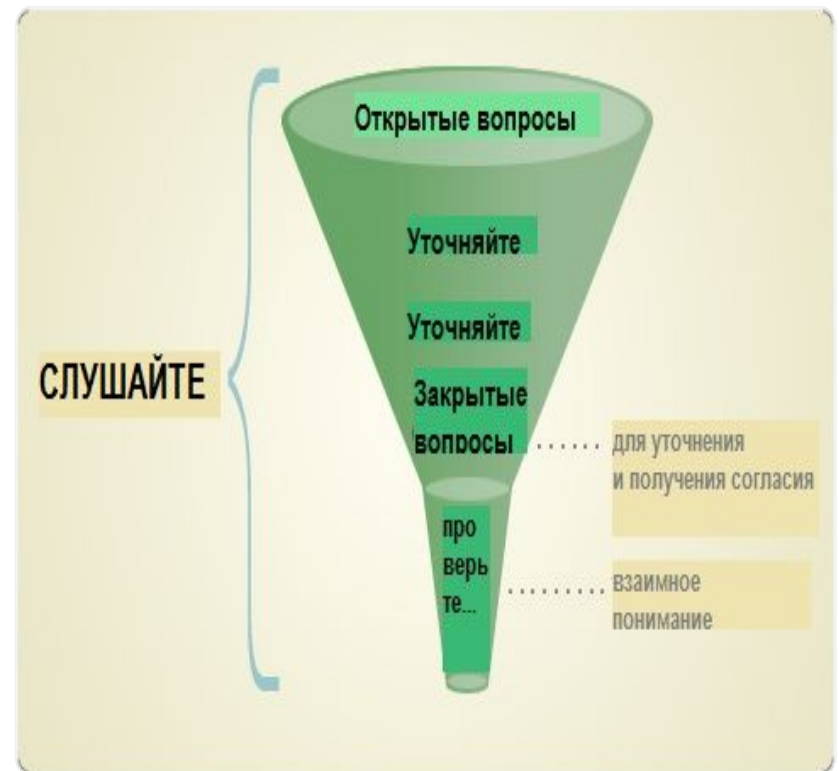 Открытые вопросы
Уточняйте
Уточняйте
СЛУШАЙТЕ
Закрытые
вопросы
для уточнения
и получения согласия
про
верь
те...
взаимное
понимание